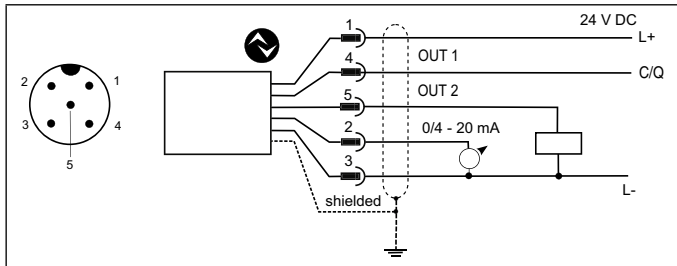 24 V DC
1
L+
OUT 1
4
C/Q
OUT 2
5
2
0/4 - 20 mA
3
L-
shielded
2
1
3
4
5